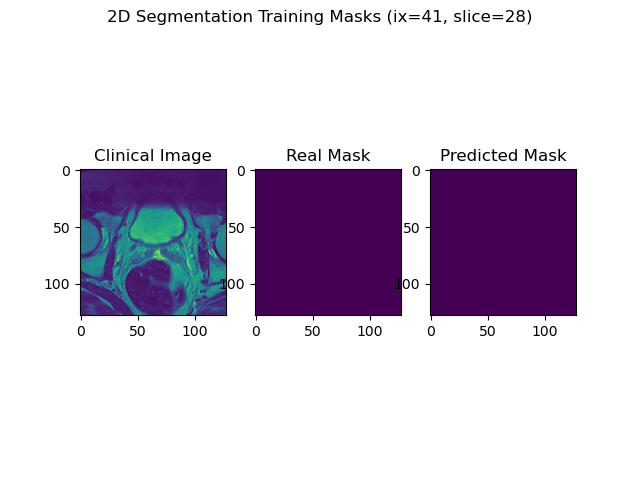 2D Segmentation Training Masks (ix=41, slice=28)
Clinical Image Real Mask Predicted Mask
0 0 0
50 50 50
100 100 100
0 50 100 0 50 100 0 50 100